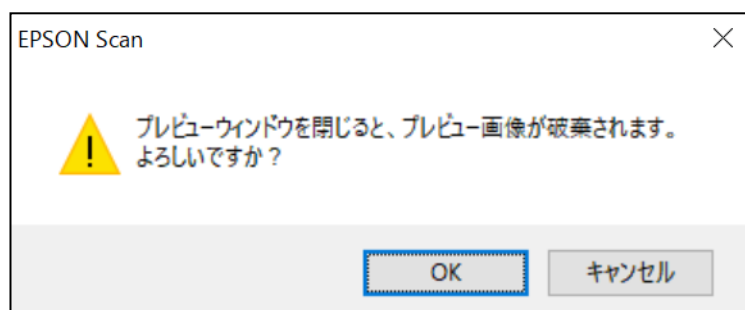 EPSON Scan
プレビューウィンドウを閉じると、プレビュー画像が破棄されます。
よろしいですか？
OK
キャンセル